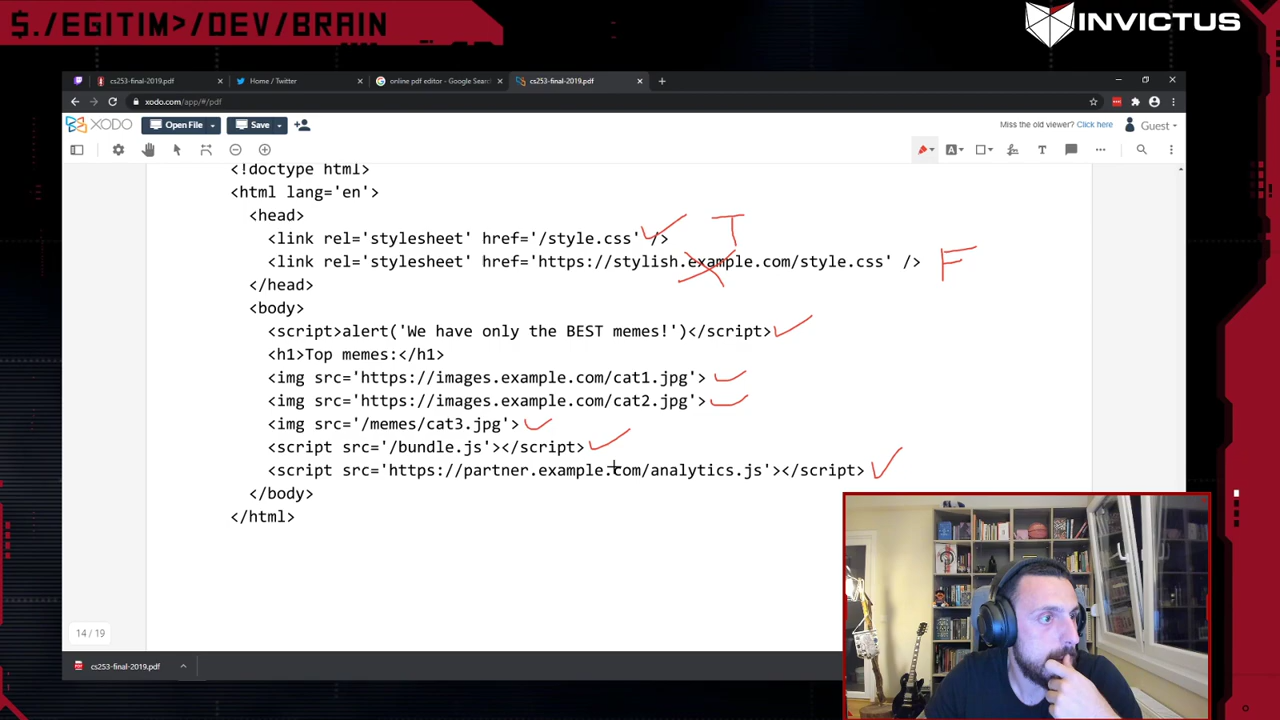 $./EGITIM>/DEV/BRAIN
INVICTUS
cs253-final-2019.pdf
Home / Twitter
online pdf editor - Google Sear
cs253-final-2019.pdf
xodo.com/app/#/pdf
XODO
Open File
Save
Miss the old viewer? Click here
Guest
T
<!doctype html>
<html lang='en'>
<head>
<link rel='stylesheet' href='/style.css' />
T
<link rel='stylesheet' href='https://stylish.example.com/style.css' />
F
</head>
<body>
<script>alert('We have only the BEST memes!')</script>
<h1>Top memes:</h1>
<img src='https://images.example.com/cat1.jpg'>
<img src='https://images.example.com/cat2.jpg'>
<img src='/memes/cat3.jpg'>
<script src='/bundle.js'></script>
<script src='https://partner.example.com/analytics.js'></script>
</body>
</html>
14 / 19
cs253-final-2019.pdf